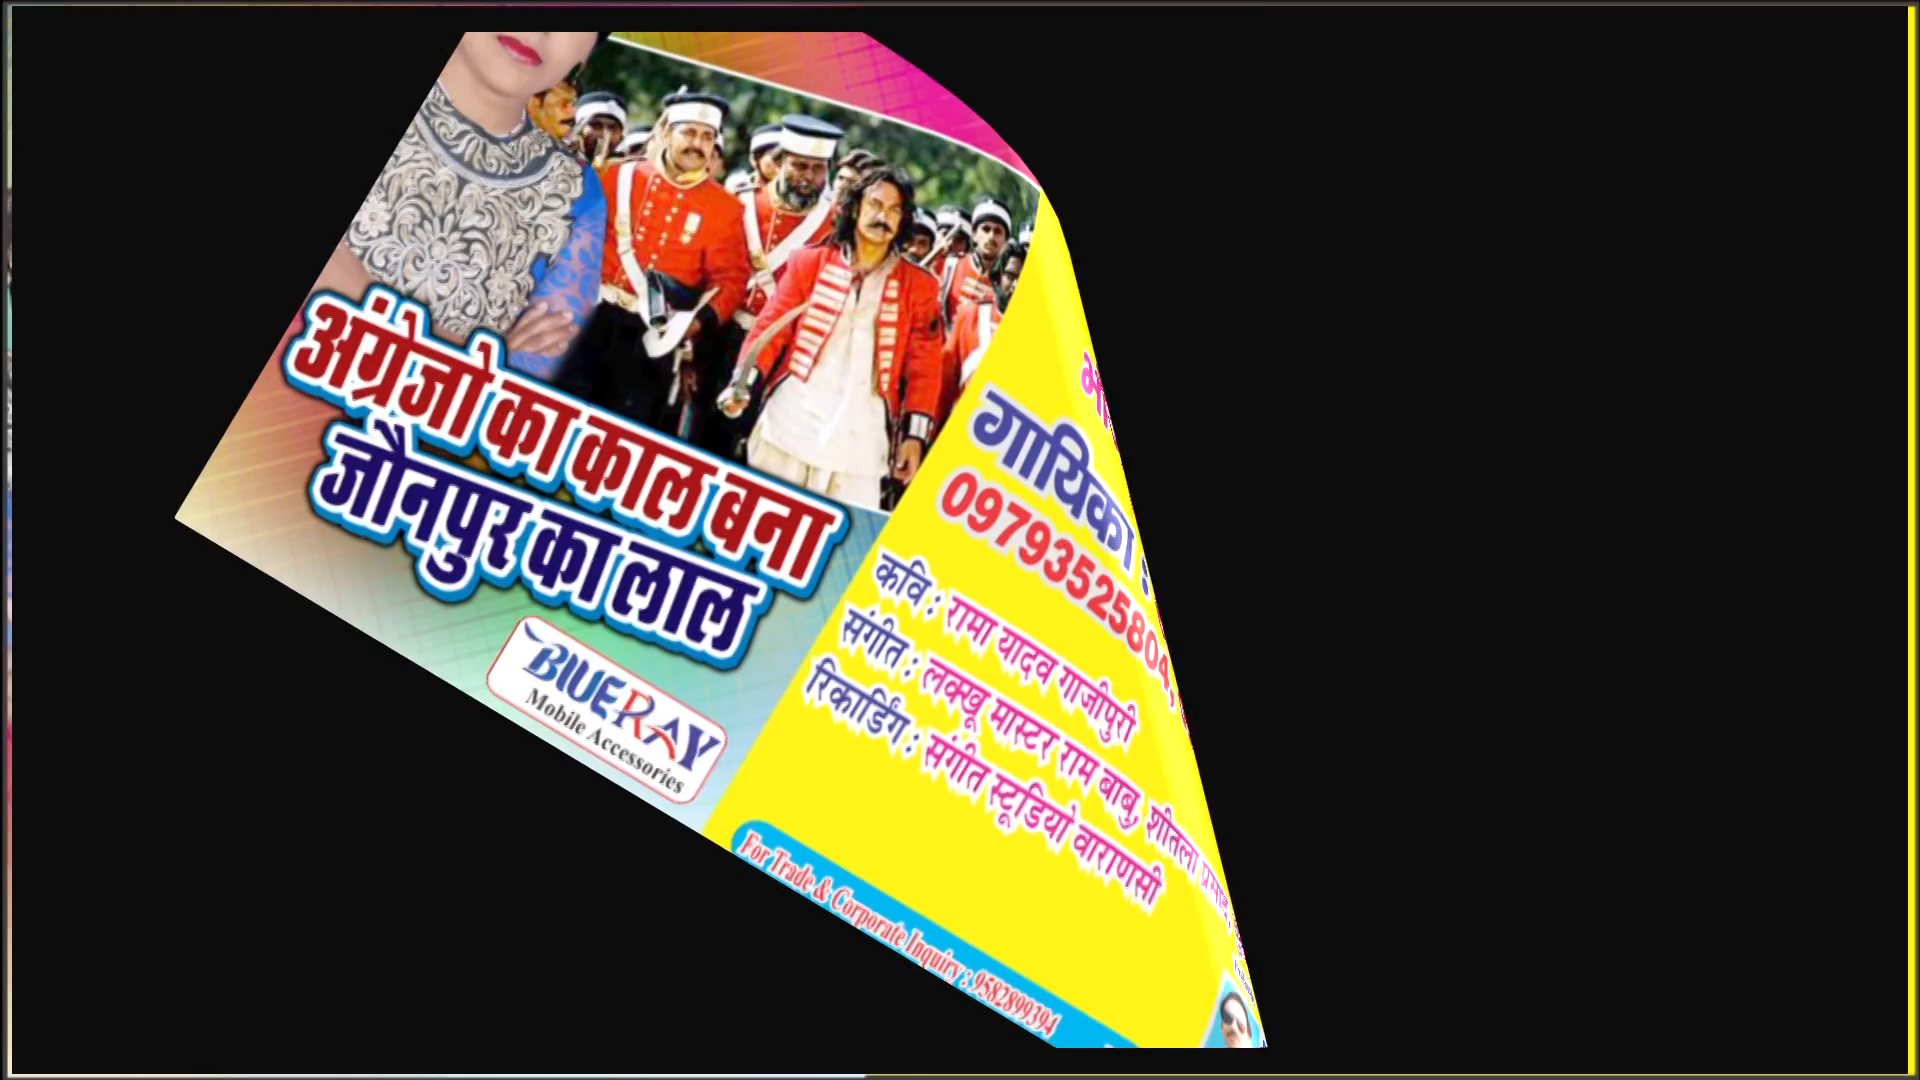 अंग्रेजो का काल बना
जौनपुर का लाल
BlUERAY
Mobile Accessories
गायिका :
09793525804,
कवि : रामा यादव गाजीपुरी
संगीत : लक्खू मास्टर राम बाबु, शीतला
रिकार्डिंग : संगीत स्टूडियो वाराणसी
For Trade & Corporate Inquiry : 9582899394